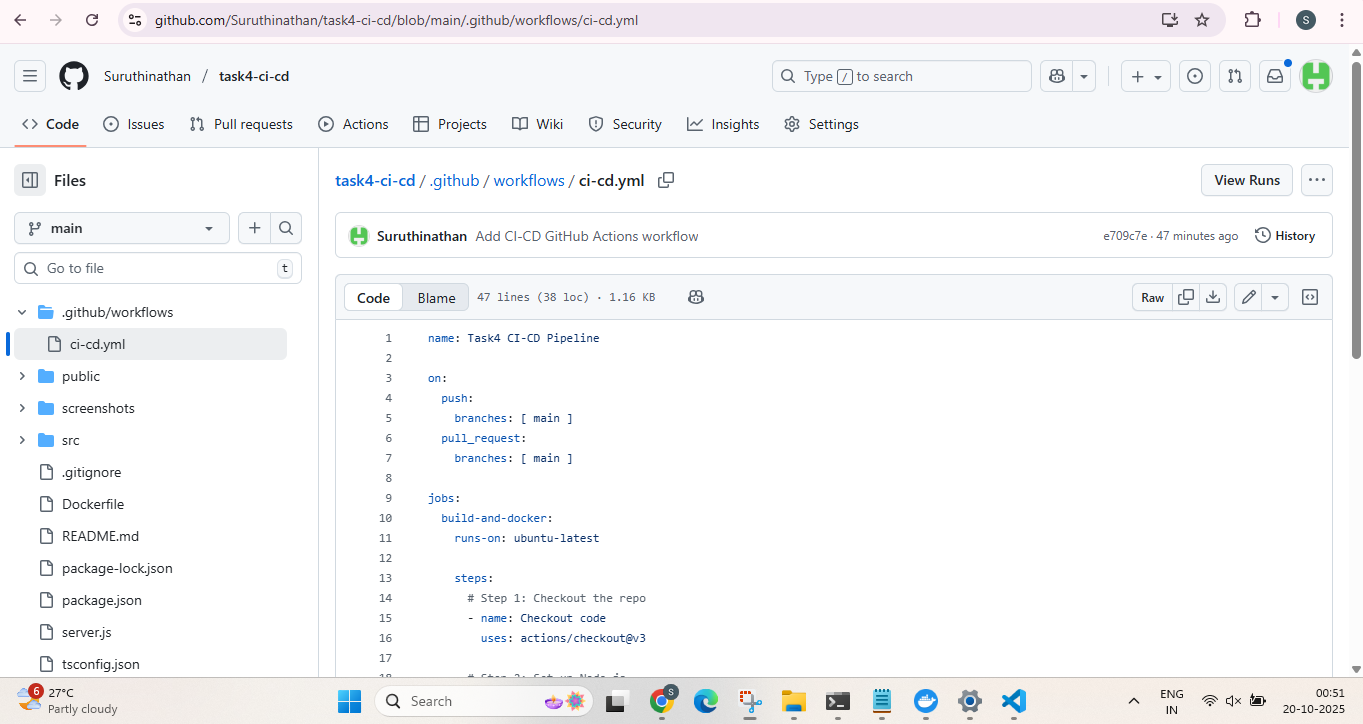 github.com/Suruthinathan/task4-ci-cd/blob/main/.github/workflows/ci-cd.yml
S
Suruthinathan / task4-ci-cd
Type / to search
Code Issues Pull requests Actions Projects Wiki Security Insights Settings
Files
main
Go to file t
.github/workflows
ci-cd.yml
public
screenshots
src
.gitignore
Dockerfile
README.md
package-lock.json
package.json
server.js
tsconfig.json
task4-ci-cd / .github / workflows / ci-cd.yml
View Runs
Suruthinathan Add CI-CD GitHub Actions workflow
e709c7e · 47 minutes ago History
Code Blame 47 lines (38 loc) · 1.16 KB
Raw
1 name: Task4 CI-CD Pipeline
2
3 on:
4 push:
5 branches: [ main ]
6 pull_request:
7 branches: [ main ]
8
9 jobs:
10 build-and-docker:
11 runs-on: ubuntu-latest
12
13 steps:
14 # Step 1: Checkout the repo
15 - name: Checkout code
16 uses: actions/checkout@v3
17
18 # Step 2: Set up Node.js
6
27°C
Partly cloudy
Search
S
ENG
IN
00:51
20-10-2025